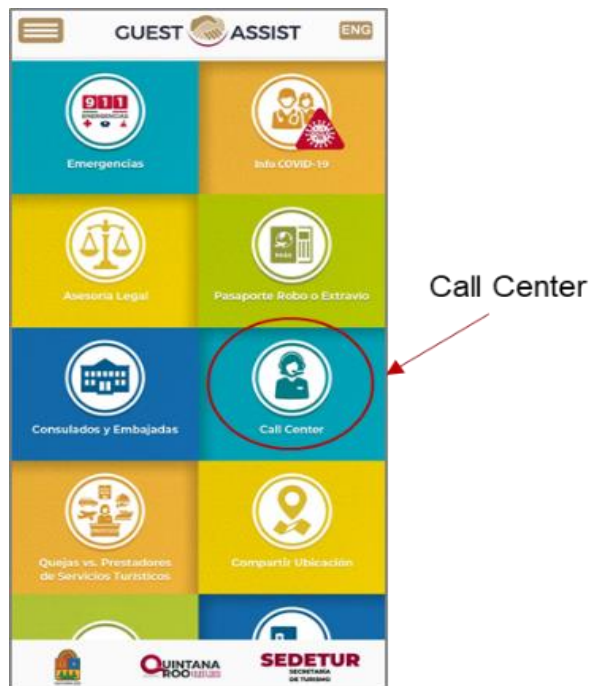 GUEST ASSIST
ENG
911
EMERGENCIAS
Emergencias
Info COVID-19
Asesoría Legal
Pasaporte Robo o Extravío
Call Center
Consulados y Embajadas
Call Center
Quejas vs. Prestadores
de Servicios Turísticos
Compartir Ubicación
QUINTANA
ROO
SEDETUR
SECRETARÍA
DE TURISMO